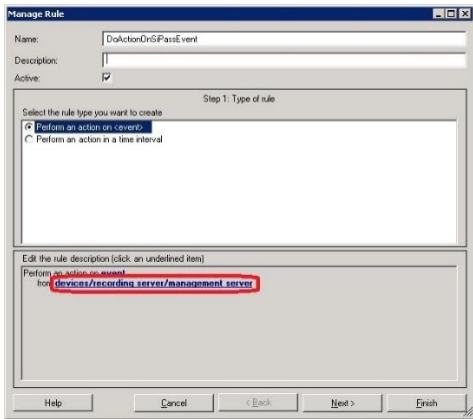 Manage Rule
Name: DoActionOnSiPassEvent
Description:
Active:
Step 1: Type of rule
Select the rule type you want to create
Perform an action on <event>
Perform an action in a time interval
Edit the rule description (click an underlined item)
Perform an action on event
from devices/recording server/management server
Help Cancel < Back Next > Finish